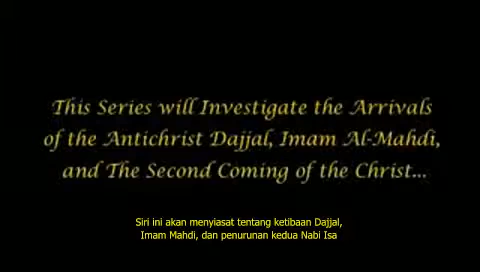 This Series will Investigate the Arrivals
of the Antichrist Dajjal, Imam Al-Mahdi,
and The Second Coming of the Christ...
Siri ini akan menyiasat tentang ketibaan Dajjal,
Imam Mahdi, dan penurunan kedua Nabi Isa